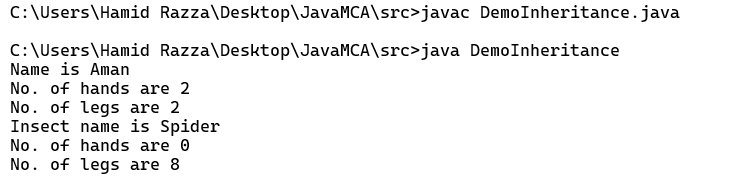 C:\Users\Hamid Razza\Desktop\JavaMCA\src>javac DemoInheritance.java
C:\Users\Hamid Razza\Desktop\JavaMCA\src>java DemoInheritance
Name is Aman
No. of hands are 2
No. of legs are 2
Insect name is Spider
No. of hands are 0
No. of legs are 8